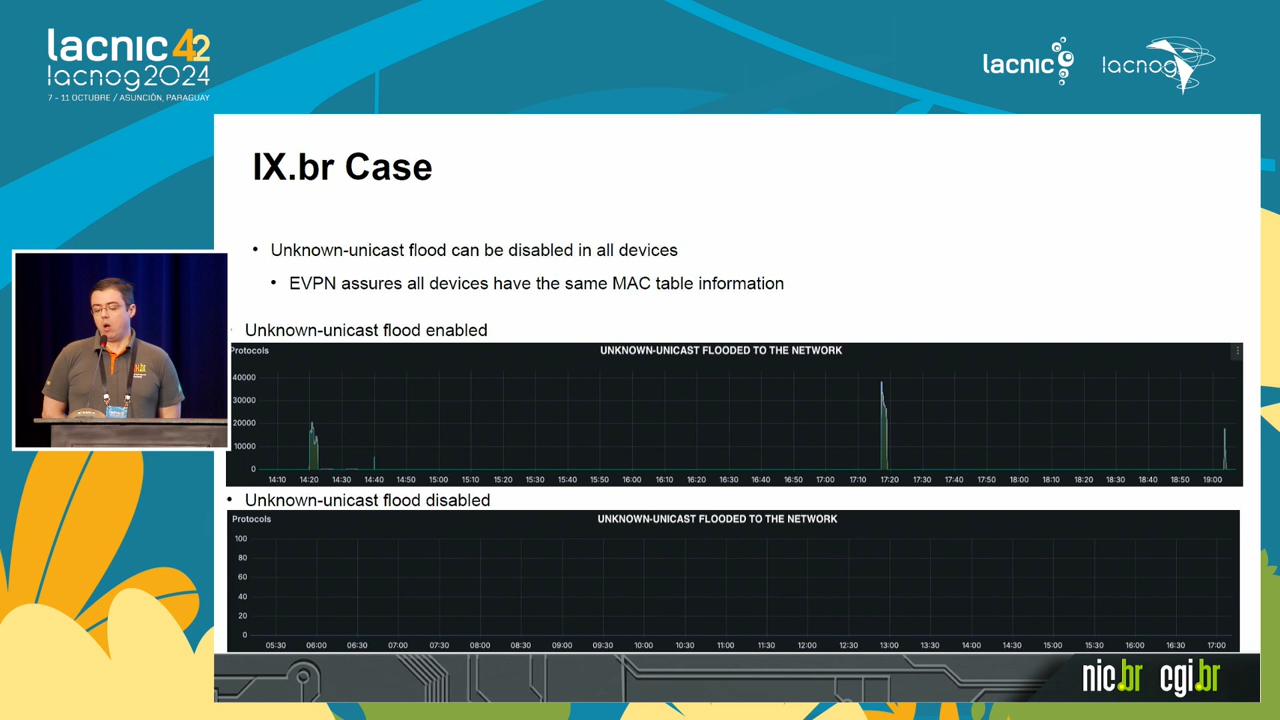 lacnic 42
lacnog2024
7 - 11 OCTUBRE / ASUNCIÓN, PARAGUAY
lacnic
lacnog
IX.br Case
• Unknown-unicast flood can be disabled in all devices
• EVPN assures all devices have the same MAC table information
Unknown-unicast flood enabled
Protocols
UNKNOWN-UNICAST FLOODED TO THE NETWORK
40000
30000
20000
10000
0
14:10 14:20 14:30 14:40 14:50 15:00 15:10 15:20 15:30 15:40 15:50 16:00 16:10 16:20 16:30 16:40 16:50 17:00 17:10 17:20 17:30 17:40 17:50 18:00 18:10 18:20 18:30 18:40 18:50 19:00
• Unknown-unicast flood disabled
Protocols
UNKNOWN-UNICAST FLOODED TO THE NETWORK
100
80
60
40
20
0
05:30 06:00 06:30 07:00 07:30 08:00 08:30 09:00 09:30 10:00 10:30 11:00 11:30 12:00 12:30 13:00 13:30 14:00 14:30 15:00 15:30 16:00 16:30 17:00
nic.br cgi.br